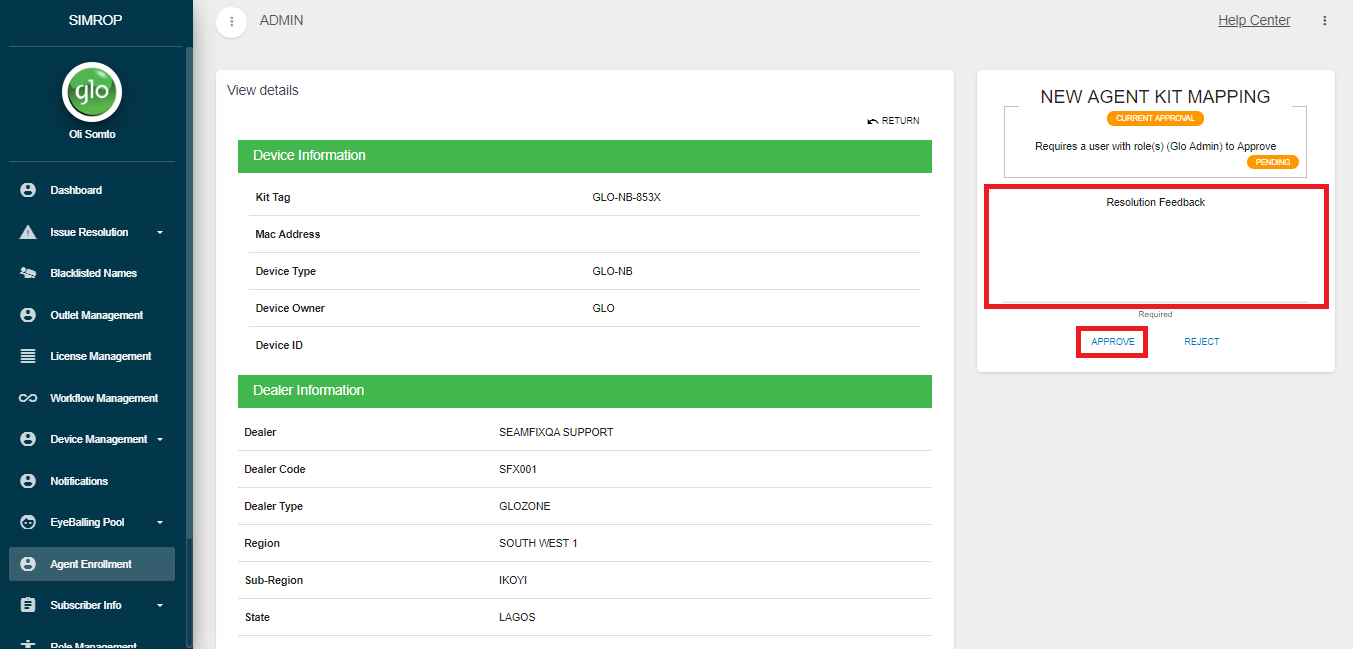 SIMROP
ADMIN
Help Center
glo
Oli Somto
Dashboard
Issue Resolution
Blacklisted Names
Outlet Management
License Management
Workflow Management
Device Management
Notifications
EyeBalling Pool
Agent Enrollment
Subscriber Info
Role Management
View details
RETURN
Device Information
Kit Tag GLO-NB-853X
Mac Address
Device Type GLO-NB
Device Owner GLO
Device ID
Dealer Information
Dealer SEAMFIXQA SUPPORT
Dealer Code SFX001
Dealer Type GLOZONE
Region SOUTH WEST 1
Sub-Region IKOYI
State LAGOS
NEW AGENT KIT MAPPING
CURRENT APPROVAL
Requires a user with role(s) (Glo Admin) to Approve
PENDING
Resolution Feedback
Required
APPROVE REJECT